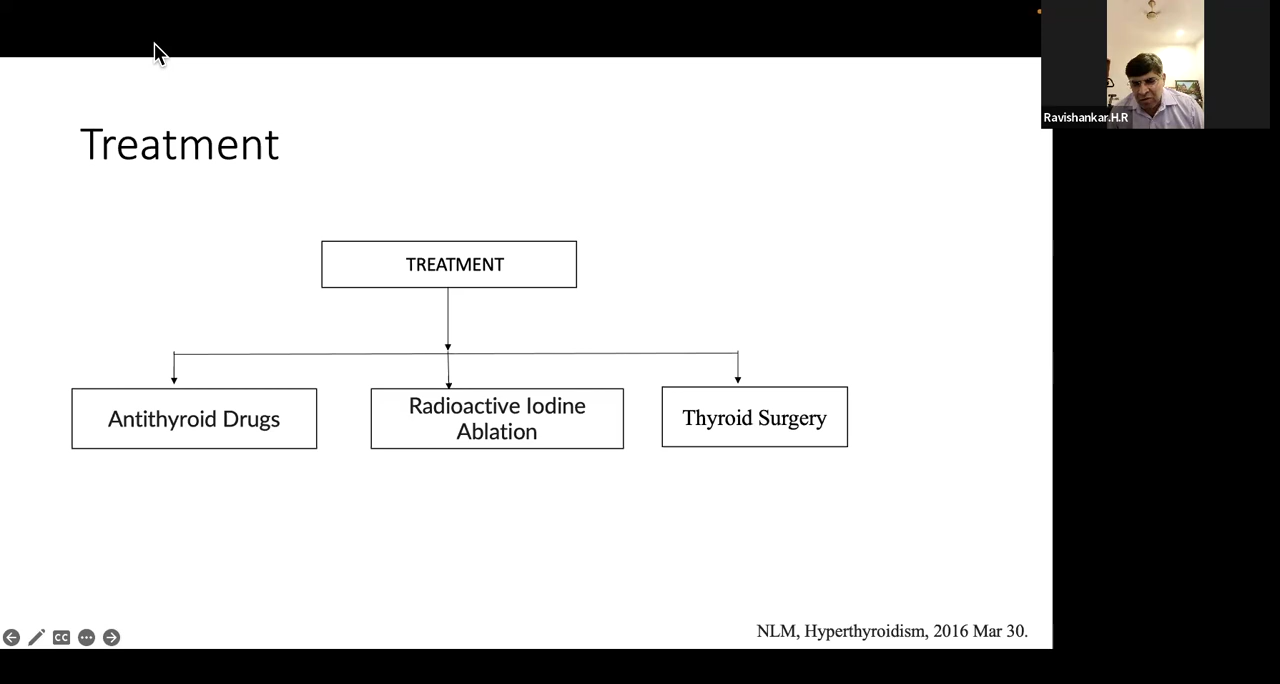 Ravishankar.H.R
Treatment
TREATMENT
Antithyroid Drugs
Radioactive Iodine
Ablation
Thyroid Surgery
CC
NLM, Hyperthyroidism, 2016 Mar 30.